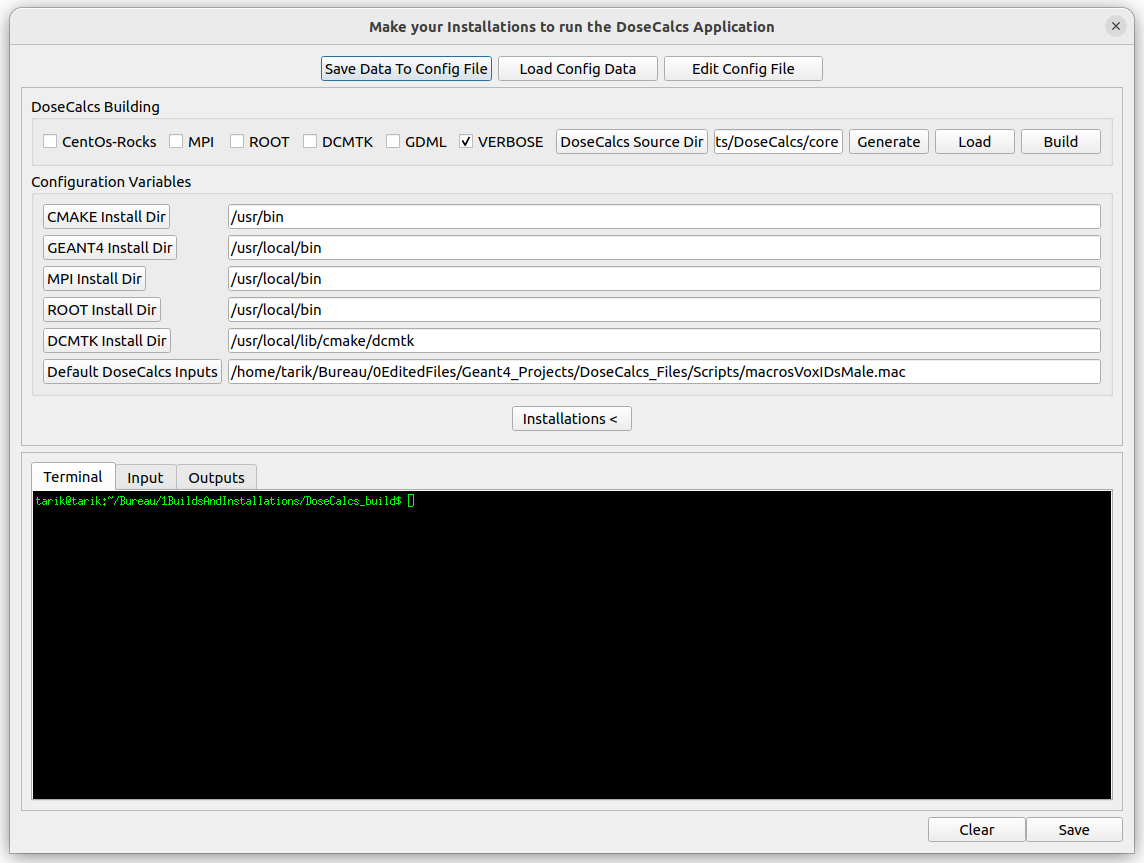 Make your Installations to run the DoseCalcs Application
Save Data To Config File Load Config Data Edit Config File
DoseCalcs Building
CentOs-Rocks MPI ROOT DCMTK GDML VERBOSE DoseCalcs Source Dir ts/DoseCalcs/core Generate Load Build
Configuration Variables
CMAKE Install Dir /usr/bin
GEANT4 Install Dir /usr/local/bin
MPI Install Dir /usr/local/bin
ROOT Install Dir /usr/local/bin
DCMTK Install Dir /usr/local/lib/cmake/dcmtk
Default DoseCalcs Inputs /home/tarik/Bureau/0EditedFiles/Geant4_Projects/DoseCalcs_Files/Scripts/macrosVoxIDsMale.mac
Installations <
Terminal Input Outputs
tarik@tarik:~/Bureau/1BuildsAndInstallations/DoseCalcs_build$
Clear Save